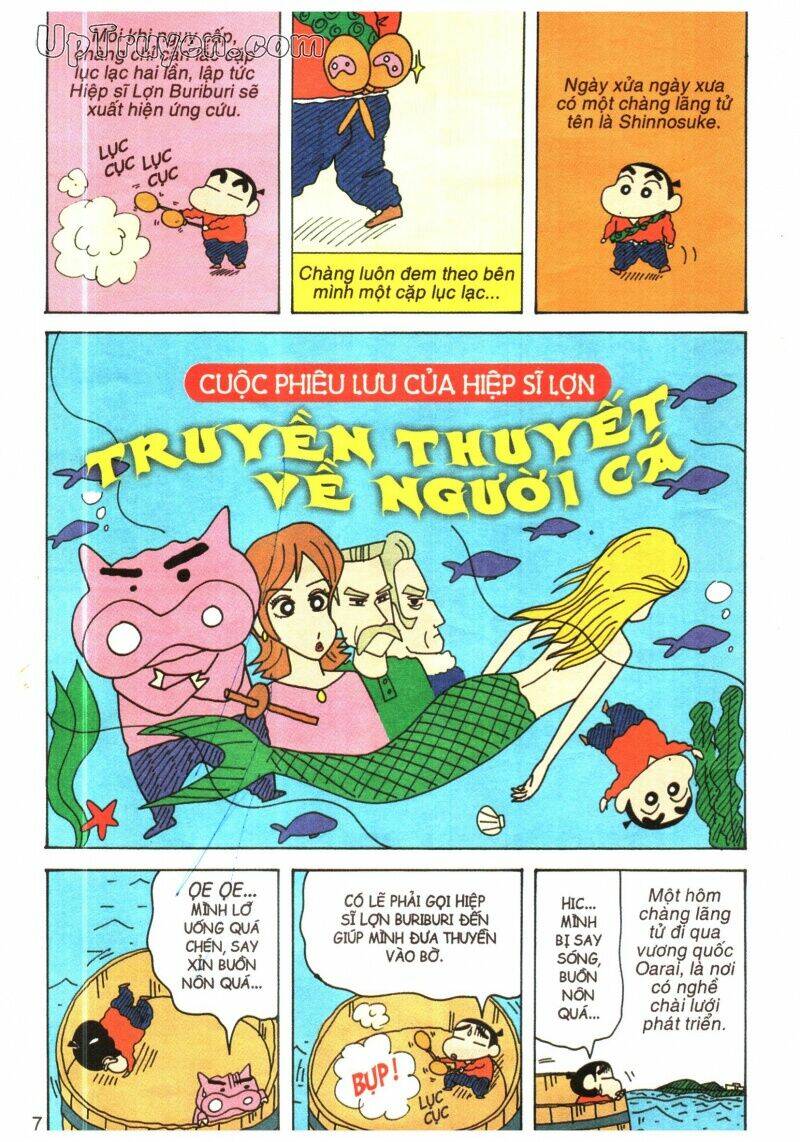 UpTruyen.com
Ngày xửa ngày xưa
có một chàng lãng tử
tên là Shinnosuke.
Chàng luôn đem theo bên
mình một cặp lục lạc...
Mỗi khi nguy cấp,
chàng chỉ cần lắc cặp
lục lạc hai lần, lập tức
Hiệp sĩ Lợn Buriburi sẽ
xuất hiện ứng cứu.
LỤC
CỤC
LỤC
CỤC
CUỘC PHIÊU LƯU CỦA HIỆP SĨ LỢN
TRUYỀN THUYẾT
VỀ NGƯỜI CÁ
Một hôm
chàng lãng
tử đi qua
vương quốc
Oarai, là nơi
có nghề
chài lưới
phát triển.
HIC...
MÌNH
BỊ SAY
SÓNG,
BUỒN
NÔN
QUÁ...
CÓ LẼ PHẢI GỌI HIỆP
SĨ LỢN BURIBURI ĐẾN
GIÚP MÌNH ĐƯA THUYỀN
VÀO BỜ.
BỤP!
LỤC
CỤC
ỌE ỌE...
MÌNH LỠ
UỐNG QUÁ
CHÉN, SAY
XỈN BUỒN
NÔN QUÁ...
7